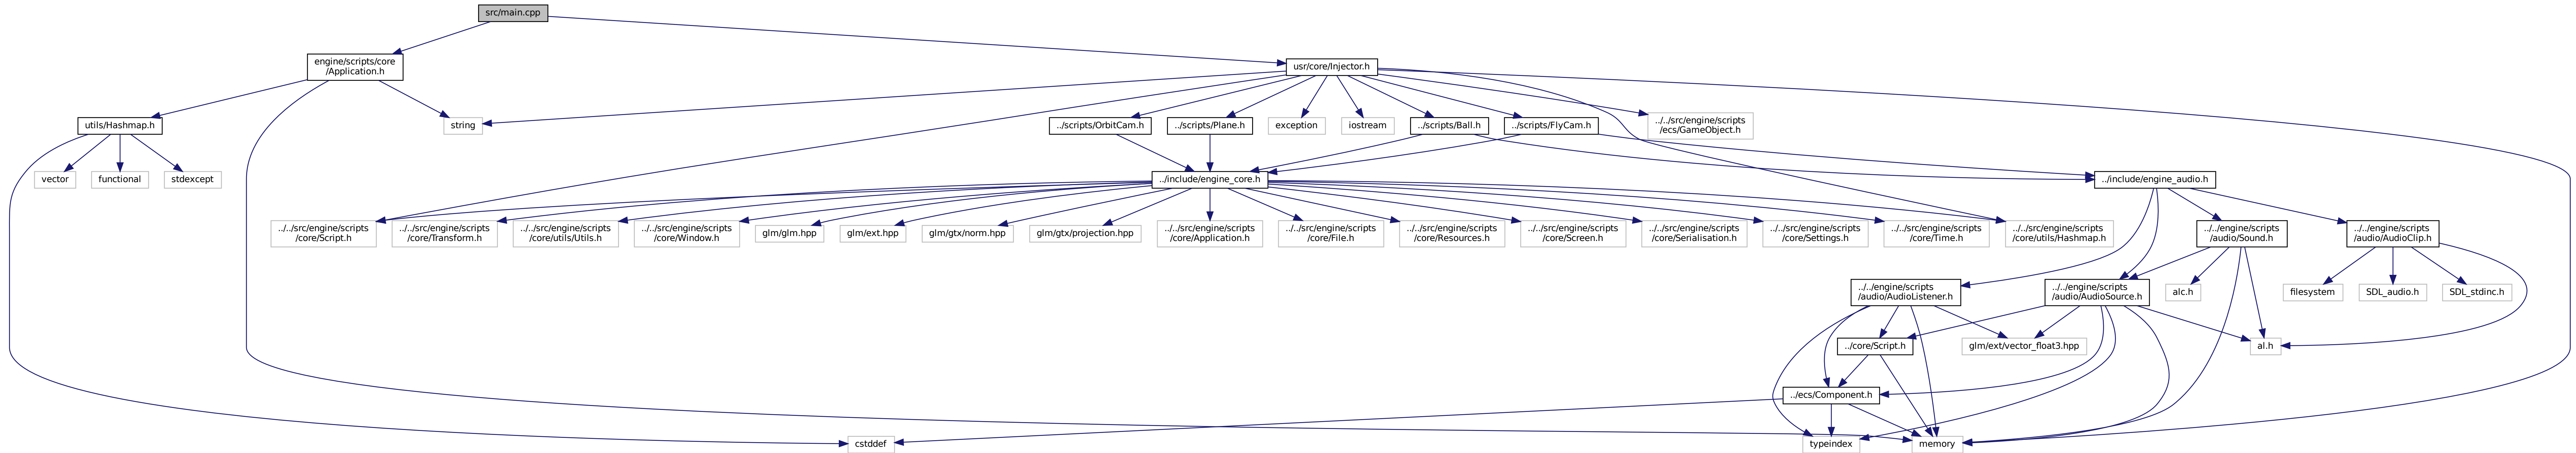 src/main.cpp
engine/scripts/core
/Application.h
usr/core/Injector.h
utils/Hashmap.h
string
../scripts/OrbitCam.h
../scripts/Plane.h
exception
iostream
../scripts/Ball.h
../scripts/FlyCam.h
../../src/engine/scripts
/ecs/GameObject.h
vector
functional
stdexcept
../include/engine_core.h
../include/engine_audio.h
../../src/engine/scripts
/core/Script.h
../../src/engine/scripts
/core/Transform.h
../../src/engine/scripts
/core/utils/Utils.h
../../src/engine/scripts
/core/Window.h
glm/glm.hpp
glm/ext.hpp
glm/gtx/norm.hpp
glm/gtx/projection.hpp
../../src/engine/scripts
/core/Application.h
../../src/engine/scripts
/core/File.h
../../src/engine/scripts
/core/Resources.h
../../src/engine/scripts
/core/Screen.h
../../src/engine/scripts
/core/Serialisation.h
../../src/engine/scripts
/core/Settings.h
../../src/engine/scripts
/core/Time.h
../../src/engine/scripts
/core/utils/Hashmap.h
../../engine/scripts
/audio/Sound.h
../../engine/scripts
/audio/AudioClip.h
../../engine/scripts
/audio/AudioListener.h
../../engine/scripts
/audio/AudioSource.h
alc.h
filesystem
SDL_audio.h
SDL_stdinc.h
../core/Script.h
glm/ext/vector_float3.hpp
al.h
../ecs/Component.h
cstddef
typeindex
memory